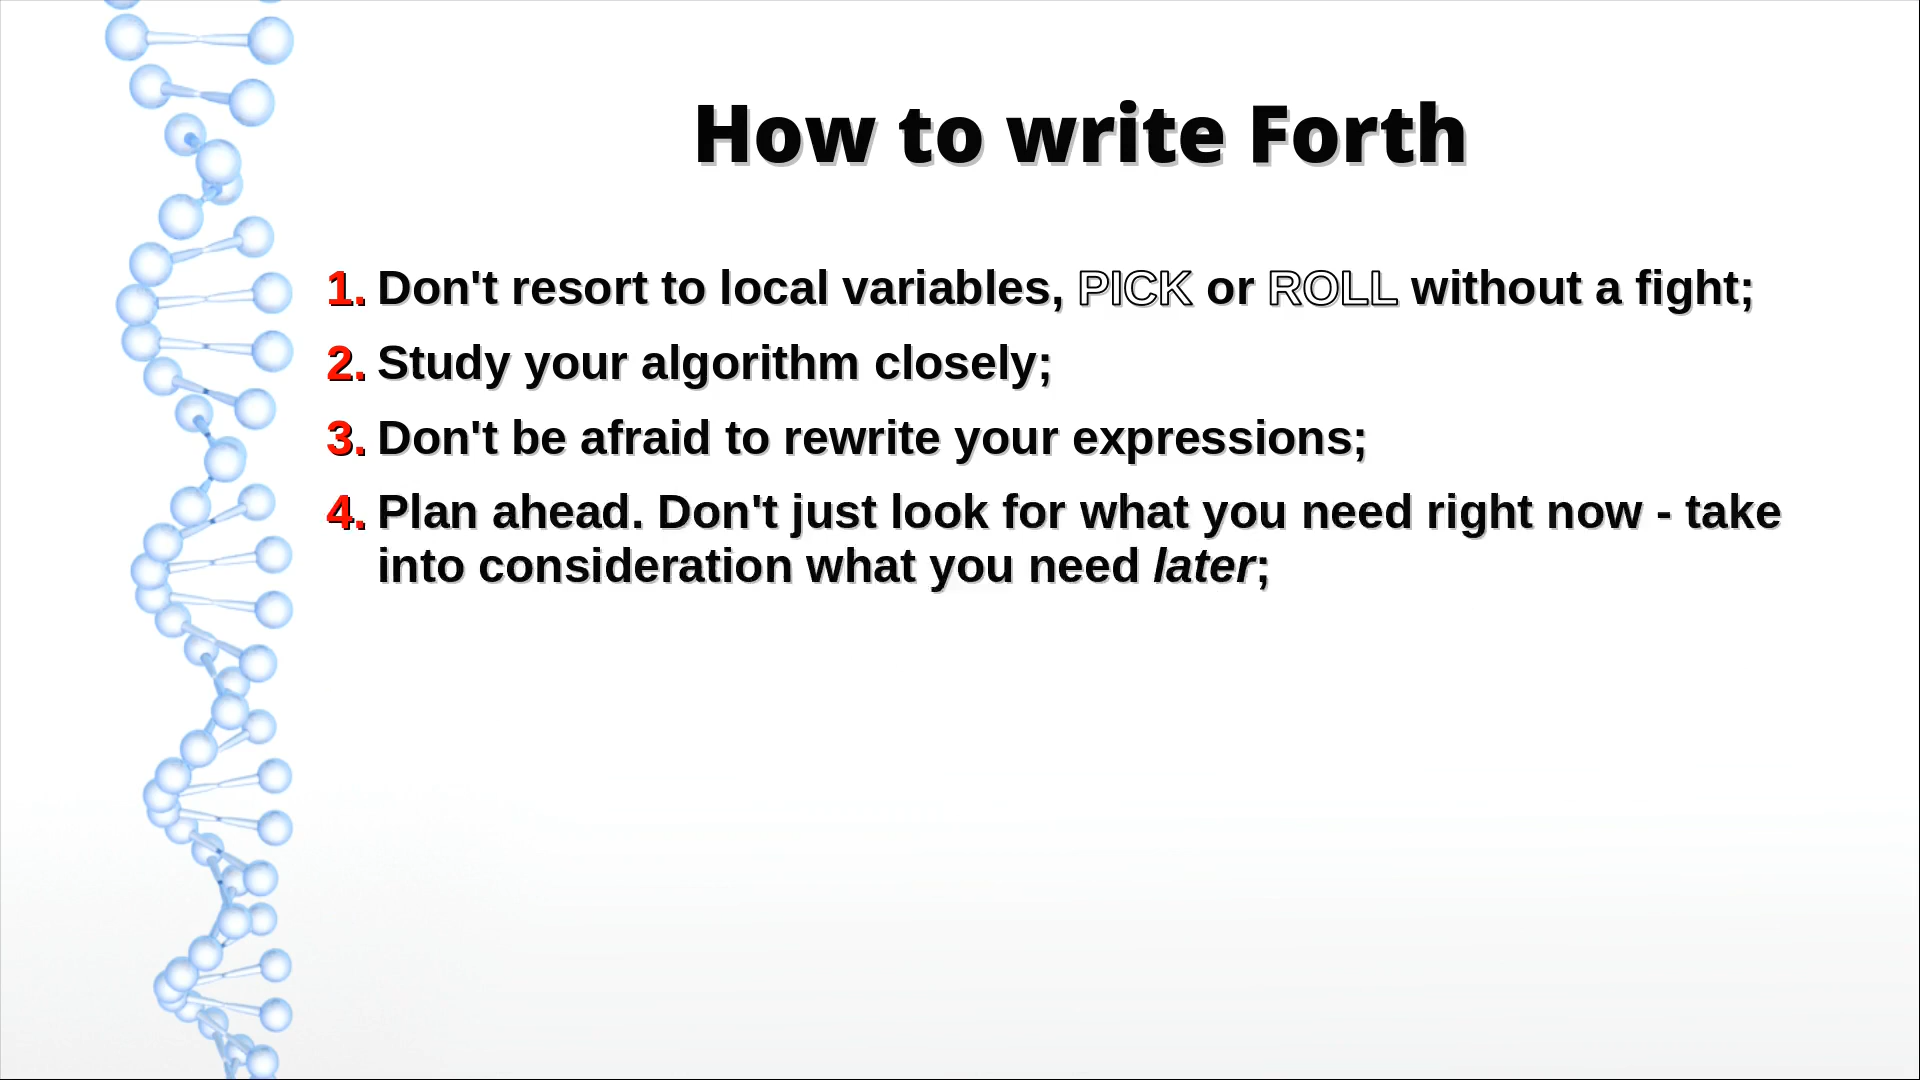 How to write Forth
1. Don't resort to local variables, PICK or ROLL without a fight;
2. Study your algorithm closely;
3. Don't be afraid to rewrite your expressions;
4. Plan ahead. Don't just look for what you need right now - take
into consideration what you need later;